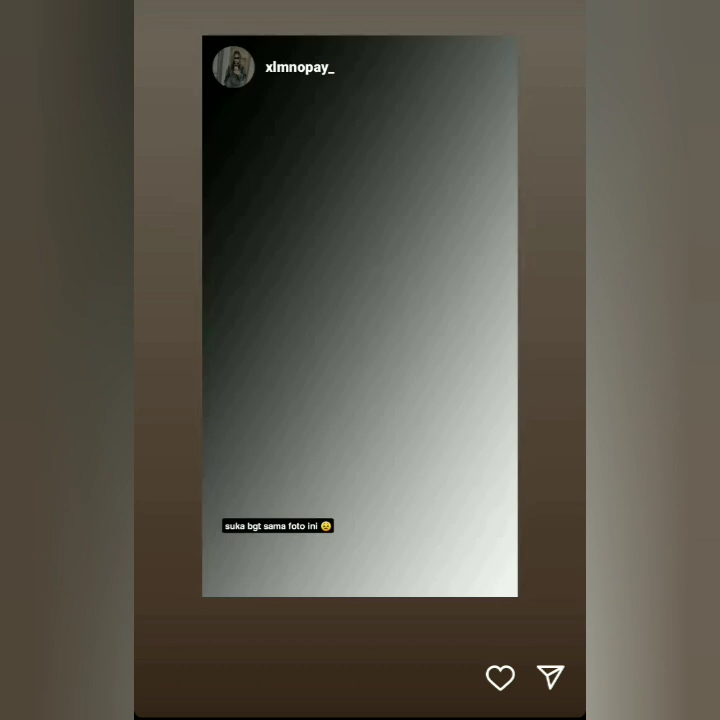 xlmnopay_
suka bgt sama foto ini 🥺